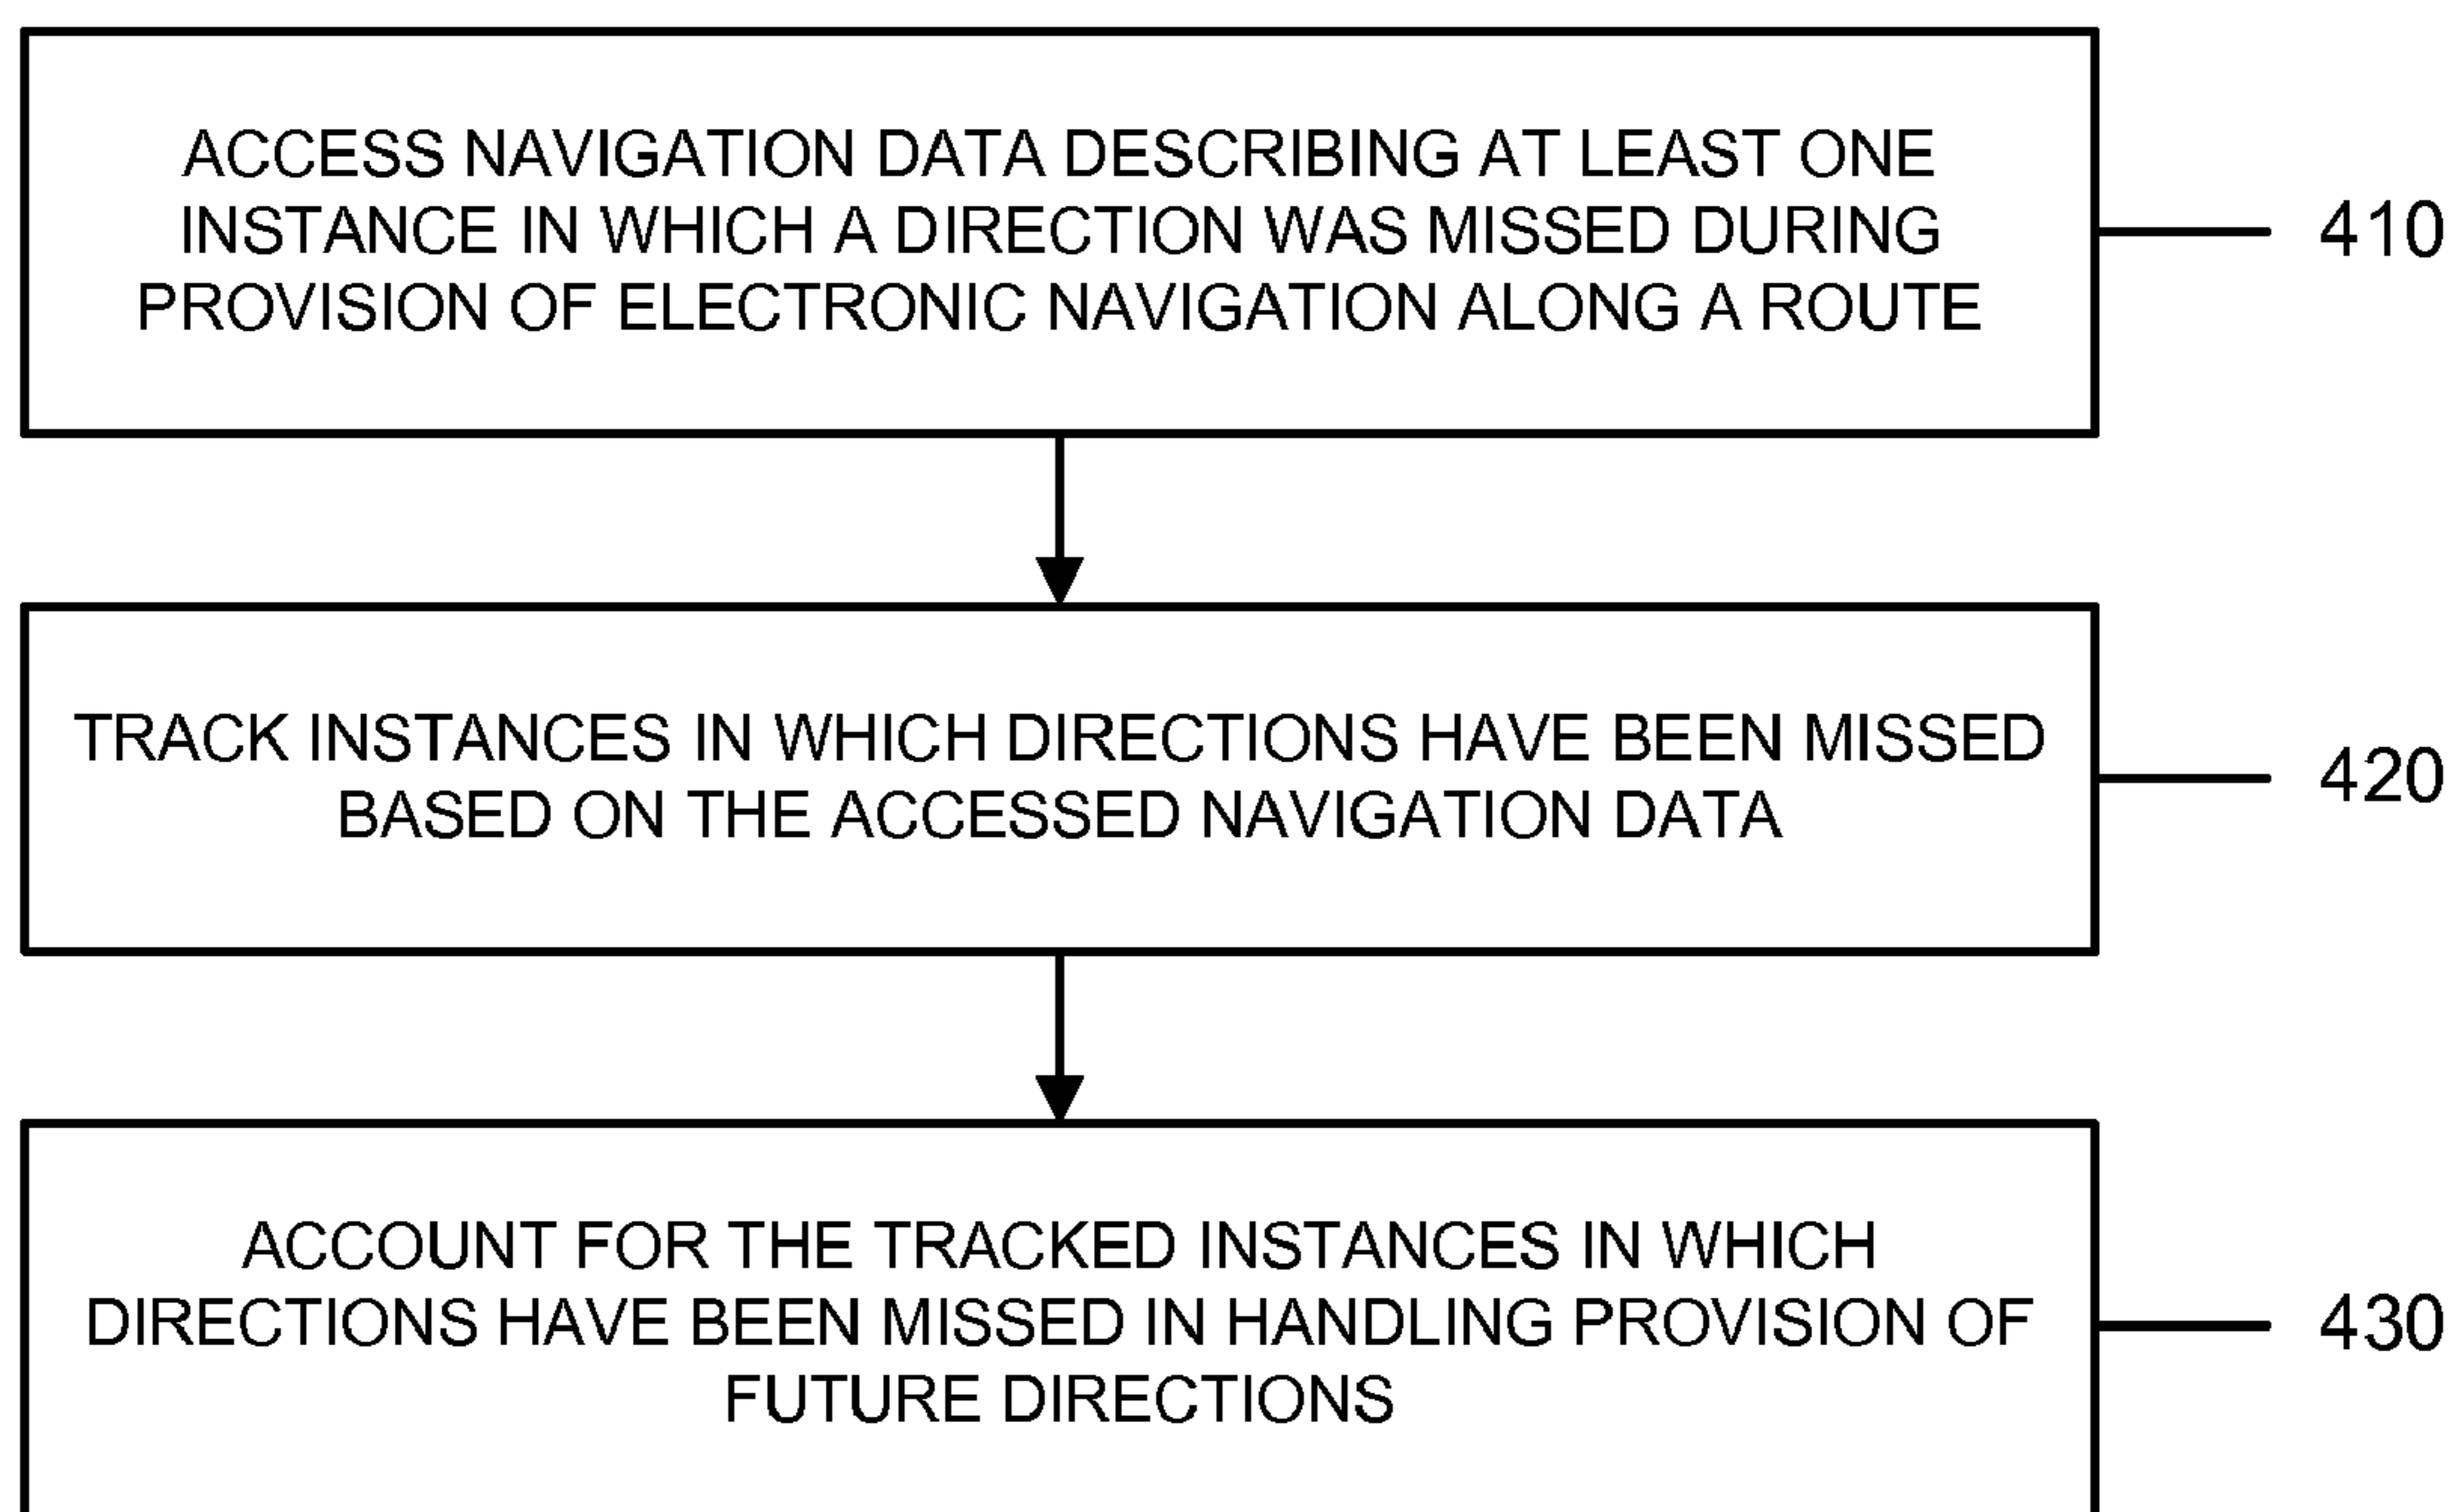 ACCESS NAVIGATION DATA DESCRIBING AT LEAST ONE
INSTANCE IN WHICH A DIRECTION WAS MISSED DURING
PROVISION OF ELECTRONIC NAVIGATION ALONG A ROUTE
410
TRACK INSTANCES IN WHICH DIRECTIONS HAVE BEEN MISSED
BASED ON THE ACCESSED NAVIGATION DATA
420
ACCOUNT FOR THE TRACKED INSTANCES IN WHICH
DIRECTIONS HAVE BEEN MISSED IN HANDLING PROVISION OF
FUTURE DIRECTIONS
430